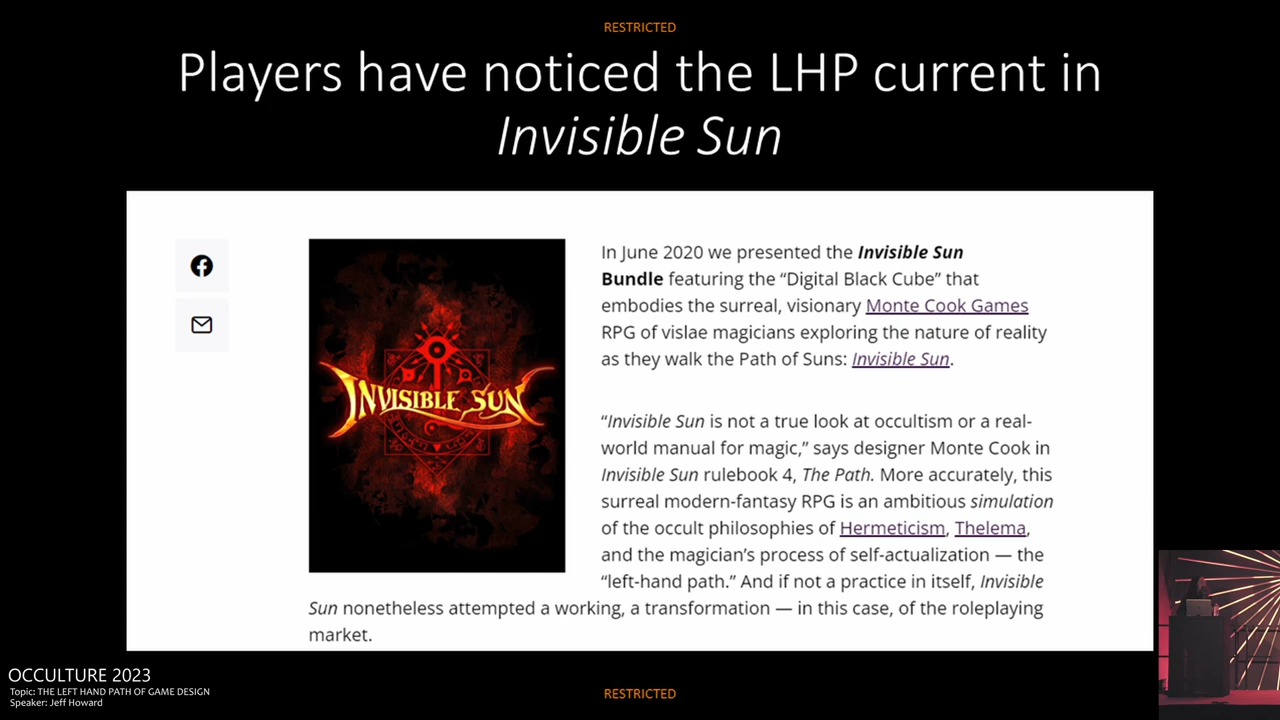 RESTRICTED
Players have noticed the LHP current in
Invisible Sun
INVISIBLE SUN
In June 2020 we presented the Invisible Sun
Bundle featuring the “Digital Black Cube” that
embodies the surreal, visionary Monte Cook Games
RPG of vislae magicians exploring the nature of reality
as they walk the Path of Suns: Invisible Sun.
“Invisible Sun is not a true look at occultism or a real-
world manual for magic,” says designer Monte Cook in
Invisible Sun rulebook 4, The Path. More accurately, this
surreal modern-fantasy RPG is an ambitious simulation
of the occult philosophies of Hermeticism, Thelema,
and the magician’s process of self-actualization — the
“left-hand path.” And if not a practice in itself, Invisible
Sun nonetheless attempted a working, a transformation — in this case, of the roleplaying
market.
OCCULTURE 2023
Topic: THE LEFT HAND PATH OF GAME DESIGN
Speaker: Jeff Howard
RESTRICTED